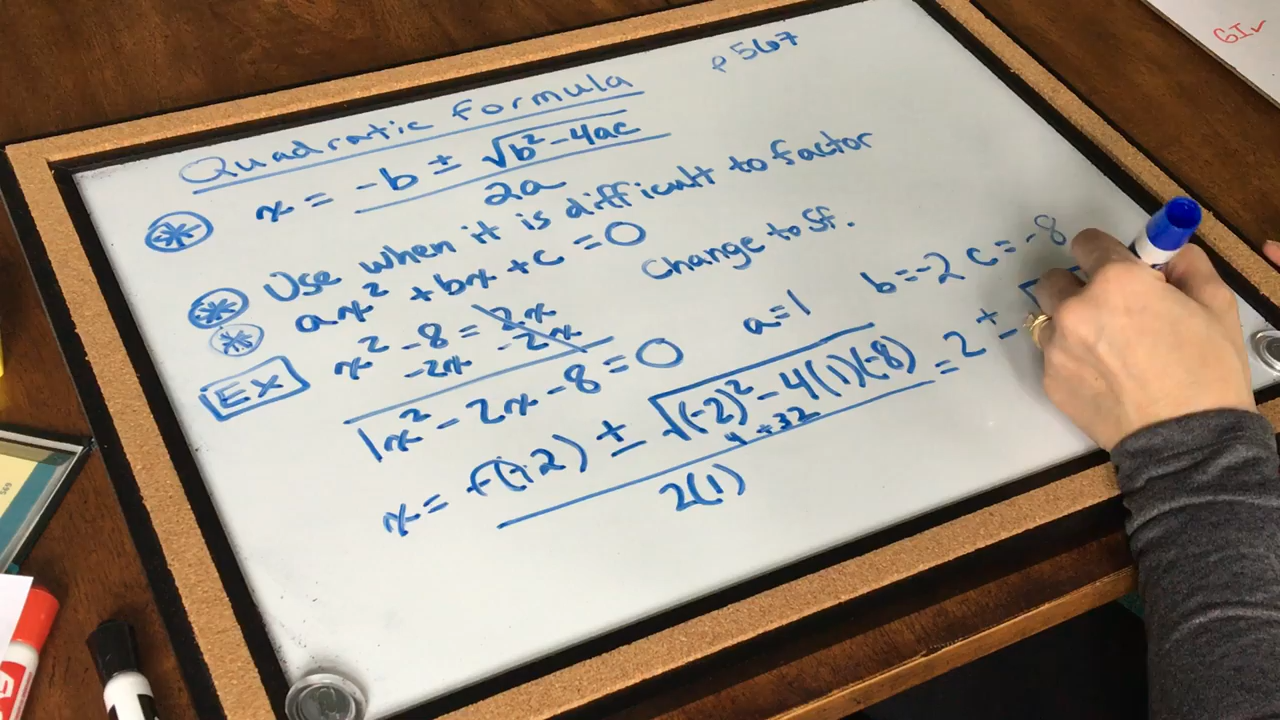 p567
Quadratic Formula
x = -b ± √b² - 4ac
2a
* Use when it is difficult to factor
* ax² + bx + c = 0
Change to Sf.
EX x² - 8 = 2x
-2x - 2x
1x² - 2x - 8 = 0 a=1 b=-2 c=-8
x = -(-2) ± √(-2)² - 4(1)(-8) = 2 ±
4 +32
2(1)
GI✓